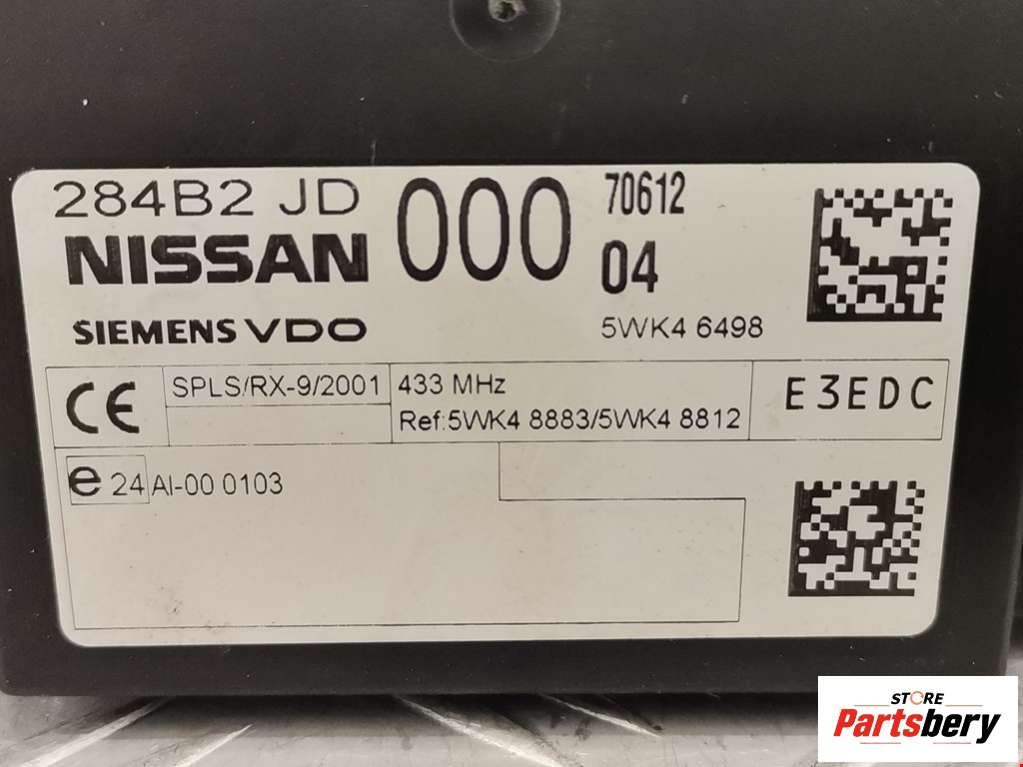 284B2 JD 000 70612
NISSAN 04
SIEMENS VDO 5WK4 6498
CE SPLS/RX-9/2001 433 MHz E3EDC
Ref:5WK4 8883/5WK4 8812
e 24 AI-00 0103
STORE
Partsbery